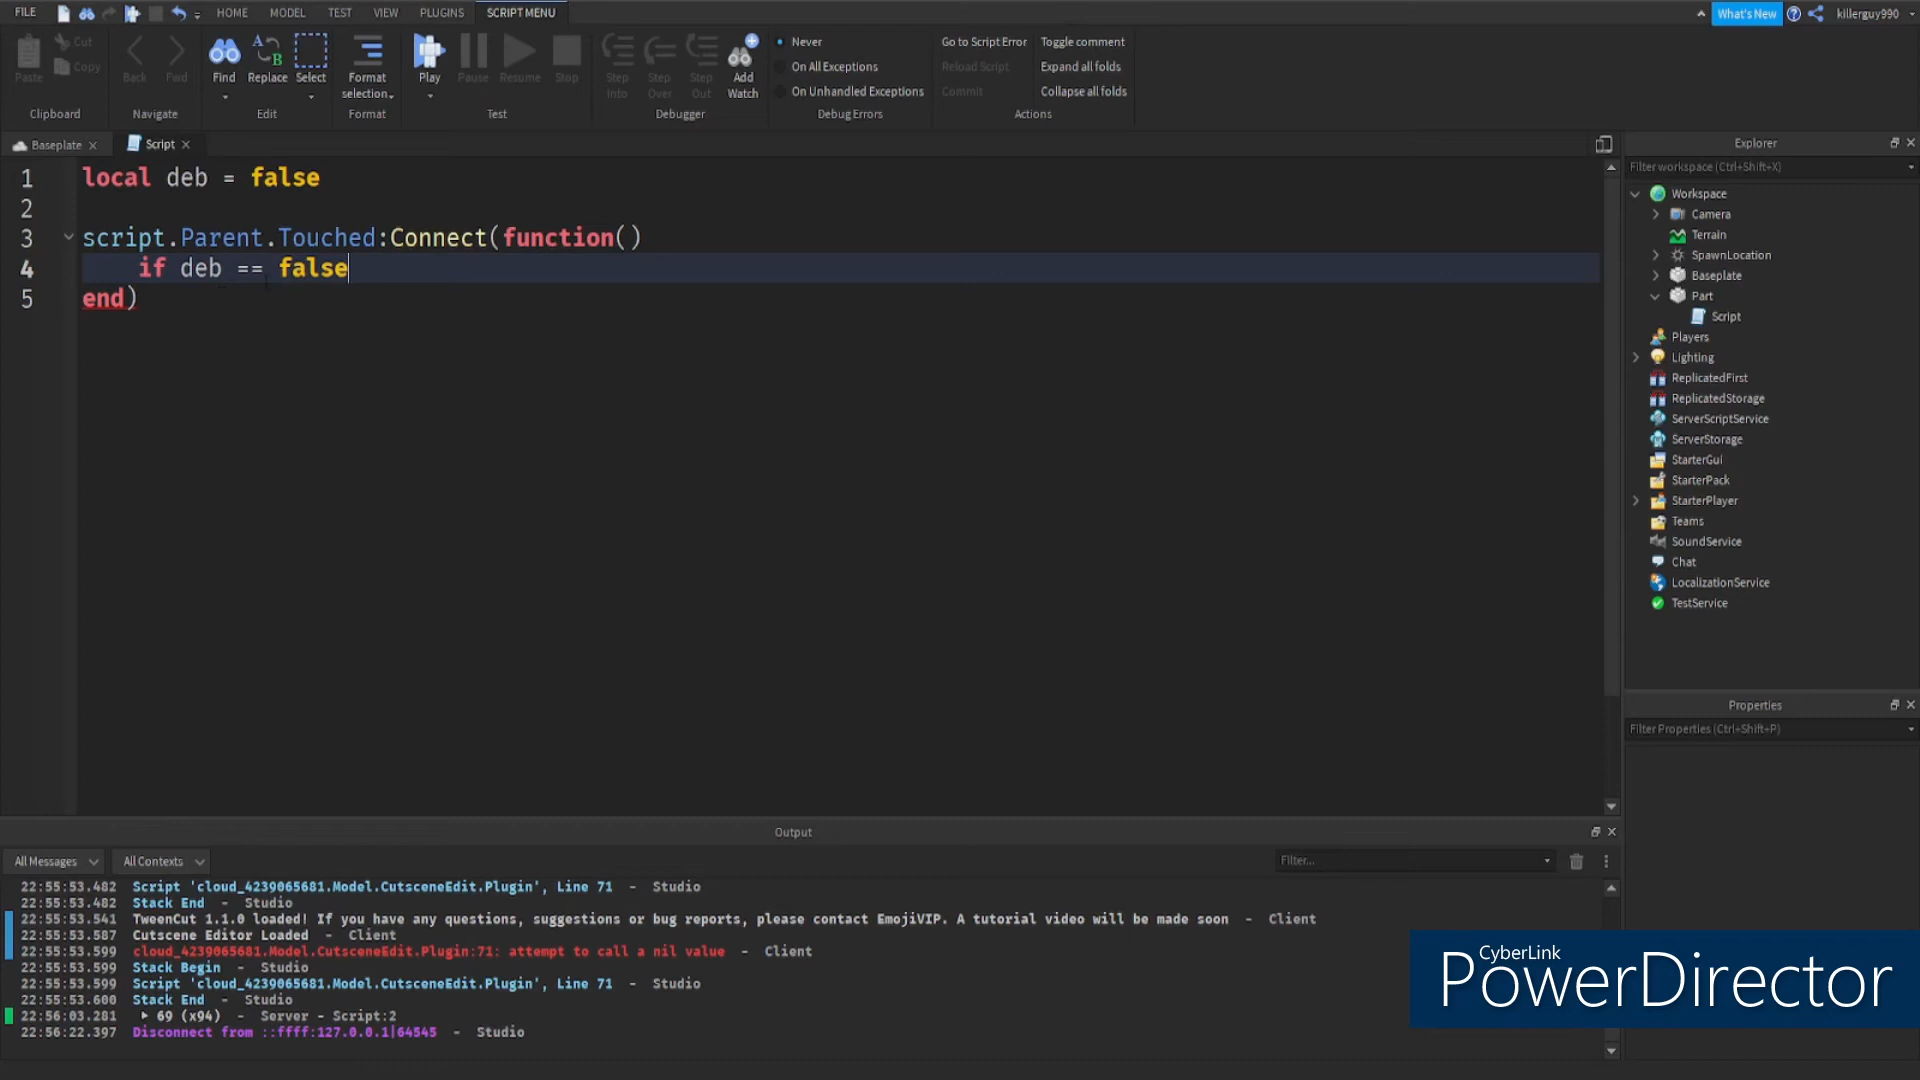 FILE HOME MODEL TEST VIEW PLUGINS SCRIPT MENU What's New killerguy990
Paste Cut Copy Back Fwd Find Replace Select Format selection Play Pause Resume Stop Step Into Step Over Step Out Add Watch
Never Go to Script Error Toggle comment
On All Exceptions Reload Script Expand all folds
On Unhandled Exceptions Commit Collapse all folds
Clipboard Navigate Edit Format Test Debugger Debug Errors Actions
Baseplate Script
1 local deb = false
2
3 script.Parent.Touched:Connect(function()
4 if deb == false
5 end)
Explorer
Filter workspace (Ctrl+Shift+X)
Workspace
Camera
Terrain
SpawnLocation
Baseplate
Part
Script
Players
Lighting
ReplicatedFirst
ReplicatedStorage
ServerScriptService
ServerStorage
StarterGui
StarterPack
StarterPlayer
Teams
SoundService
Chat
LocalizationService
TestService
Properties
Filter Properties (Ctrl+Shift+P)
Output
All Messages All Contexts Filter...
22:55:53.482 Script 'cloud_4239065681.Model.CutsceneEdit.Plugin', Line 71 - Studio
22:55:53.482 Stack End - Studio
22:55:53.541 TweenCut 1.1.0 loaded! If you have any questions, suggestions or bug reports, please contact EmojiVIP. A tutorial video will be made soon - Client
22:55:53.587 Cutscene Editor Loaded - Client
22:55:53.599 cloud_4239065681.Model.CutsceneEdit.Plugin:71: attempt to call a nil value - Client
22:55:53.599 Stack Begin - Studio
22:55:53.599 Script 'cloud_4239065681.Model.CutsceneEdit.Plugin', Line 71 - Studio
22:55:53.600 Stack End - Studio
22:56:03.281 ▶ 69 (x94) - Server - Script:2
22:56:22.397 Disconnect from ::ffff:127.0.0.1|64545 - Studio
CyberLink
PowerDirector